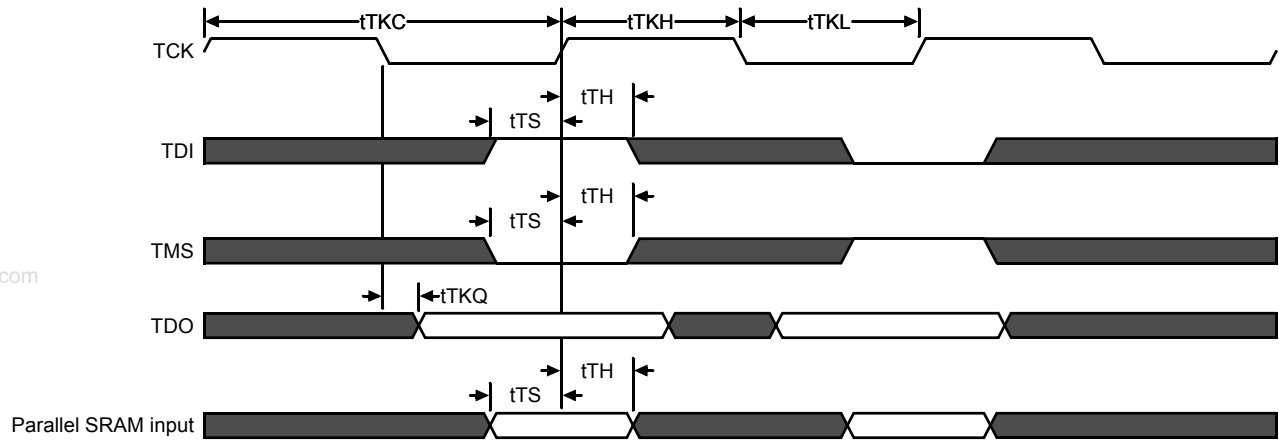 tTKC tTKH tTKL
TCK
tTH
tTS
TDI
tTH
tTS
TMS
com
tTKQ
TDO
tTH
tTS
Parallel SRAM input